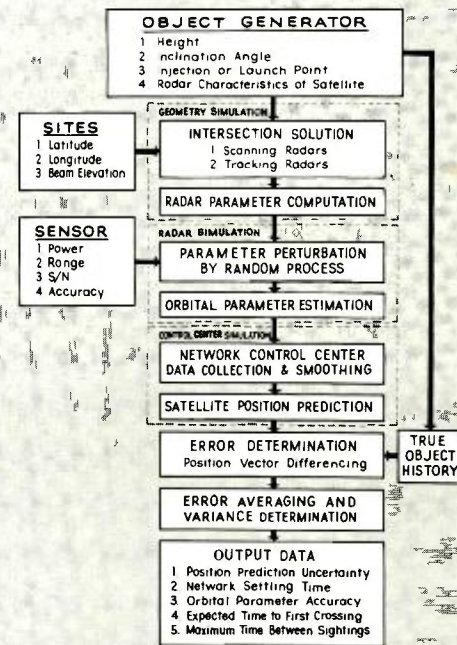 OBJECT GENERATOR
1 Height
2 Inclination Angle
3 Injection or Launch Point
4 Radar Characteristics of Satellite
GEOMETRY SIMULATION
SITES
1 Latitude
2 Longitude
3 Beam Elevation
INTERSECTION SOLUTION
1 Scanning Radars
2 Tracking Radars
RADAR PARAMETER COMPUTATION
SENSOR
1 Power
2 Range
3 S/N
4 Accuracy
RADAR SIMULATION
PARAMETER PERTURBATION
BY RANDOM PROCESS
ORBITAL PARAMETER ESTIMATION
CONTROL CENTER SIMULATION
NETWORK CONTROL CENTER
DATA COLLECTION & SMOOTHING
SATELLITE POSITION PREDICTION
ERROR DETERMINATION
Position Vector Differencing
TRUE
OBJECT
HISTORY
ERROR AVERAGING AND
VARIANCE DETERMINATION
OUTPUT DATA
1 Position Prediction Uncertainty
2 Network Settling Time
3. Orbital Parameter Accuracy
4 Expected Time to First Crossing
5. Maximum Time Between Sightings